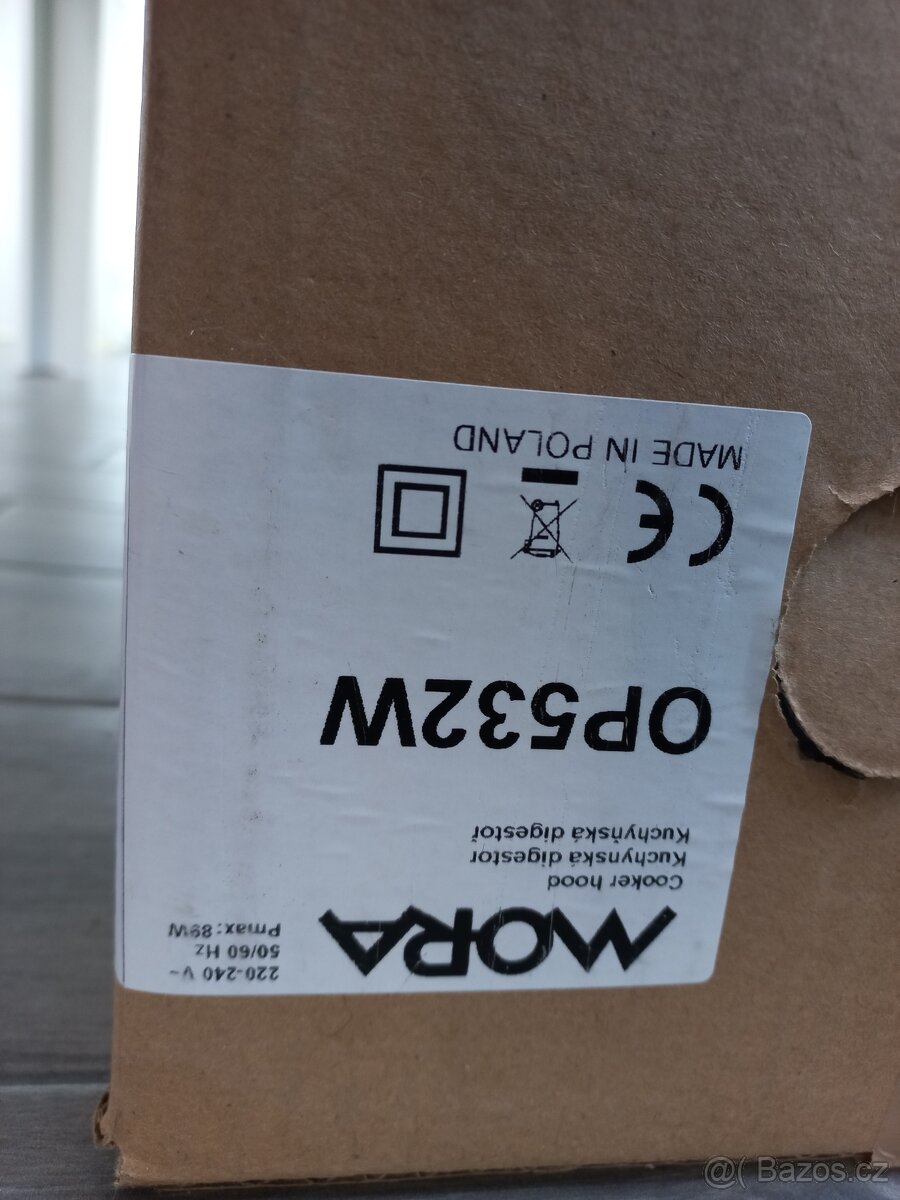 MORA
220-240 V ~
50/60 Hz
Pmax: 89W
Cooker hood
Kuchynská digestor
Kuchyňská digestoř
OP532W
CE
MADE IN POLAND
@( Bazos.cz